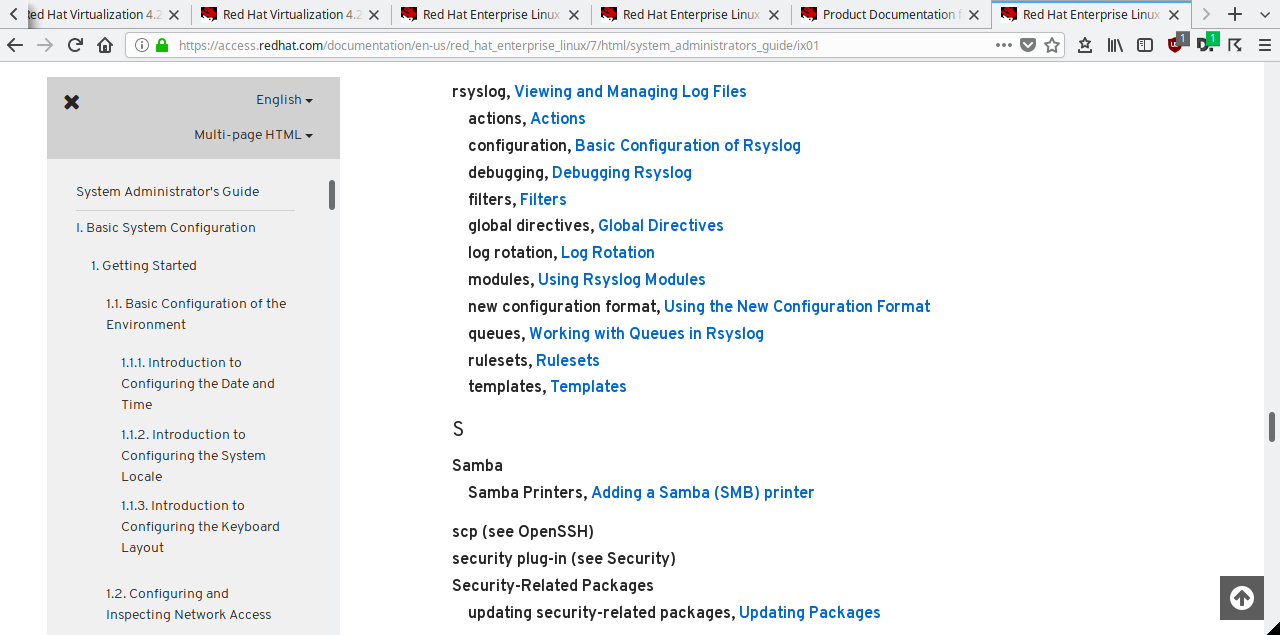 Red Hat Virtualization 4.2
Red Hat Virtualization 4.2
Red Hat Enterprise Linux
Red Hat Enterprise Linux
Product Documentation f
Red Hat Enterprise Linux
https://access.redhat.com/documentation/en-us/red_hat_enterprise_linux/7/html/system_administrators_guide/ix01
1
1
English
Multi-page HTML
System Administrator's Guide
I. Basic System Configuration
1. Getting Started
1.1. Basic Configuration of the
Environment
1.1.1. Introduction to
Configuring the Date and
Time
1.1.2. Introduction to
Configuring the System
Locale
1.1.3. Introduction to
Configuring the Keyboard
Layout
1.2. Configuring and
Inspecting Network Access
rsyslog, Viewing and Managing Log Files
actions, Actions
configuration, Basic Configuration of Rsyslog
debugging, Debugging Rsyslog
filters, Filters
global directives, Global Directives
log rotation, Log Rotation
modules, Using Rsyslog Modules
new configuration format, Using the New Configuration Format
queues, Working with Queues in Rsyslog
rulesets, Rulesets
templates, Templates
S
Samba
Samba Printers, Adding a Samba (SMB) printer
scp (see OpenSSH)
security plug-in (see Security)
Security-Related Packages
updating security-related packages, Updating Packages